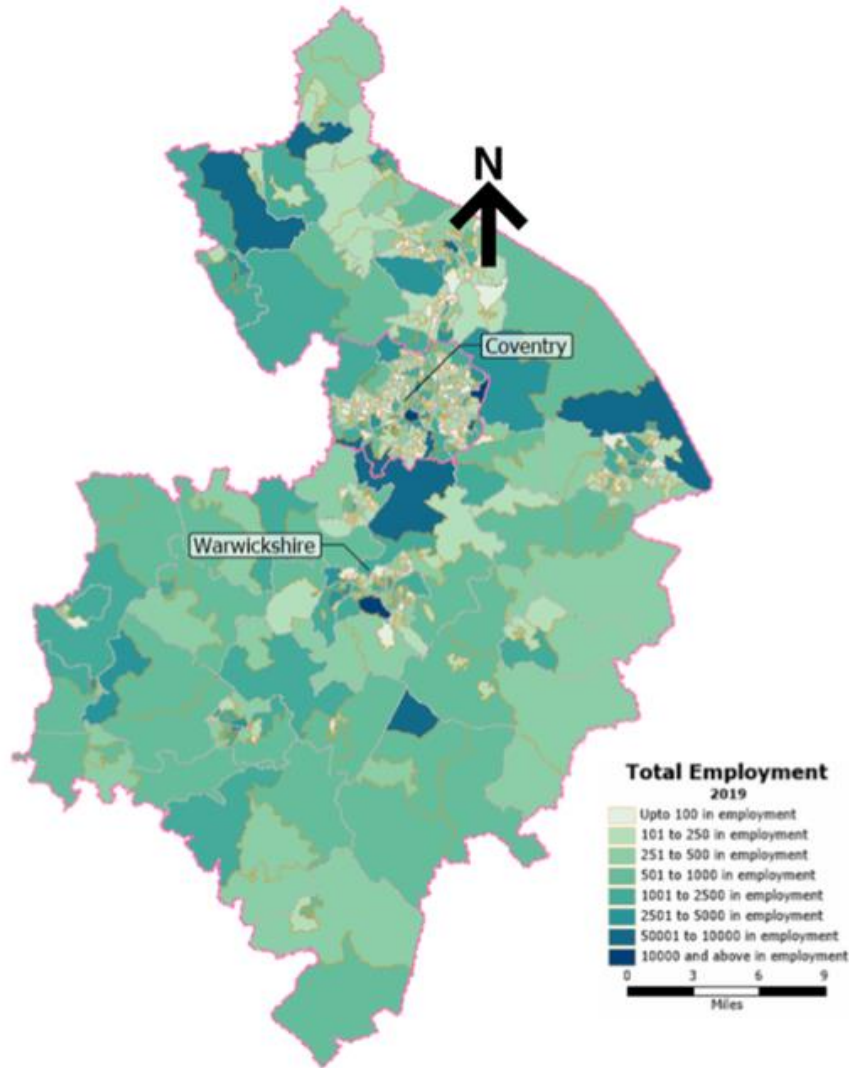 N
Coventry
Warwickshire
Total Employment
2019
Upto 100 in employment
101 to 250 in employment
251 to 500 in employment
501 to 1000 in employment
1001 to 2500 in employment
2501 to 5000 in employment
50001 to 10000 in employment
10000 and above in employment
0 3 6 9
Miles